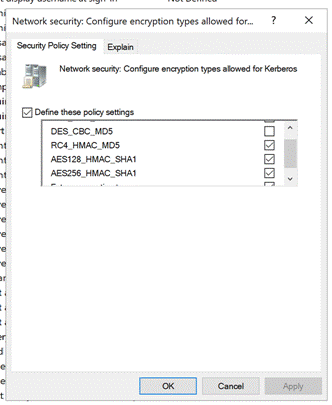 display username at sign-in
Not Defined
Network security: Configure encryption types allowed for...
Security Policy Setting
Explain
Network security: Configure encryption types allowed for Kerberos
Define these policy settings
DES_CBC_MD5
RC4_HMAC_MD5
AES128_HMAC_SHA1
AES256_HMAC_SHA1
OK
Cancel
Apply